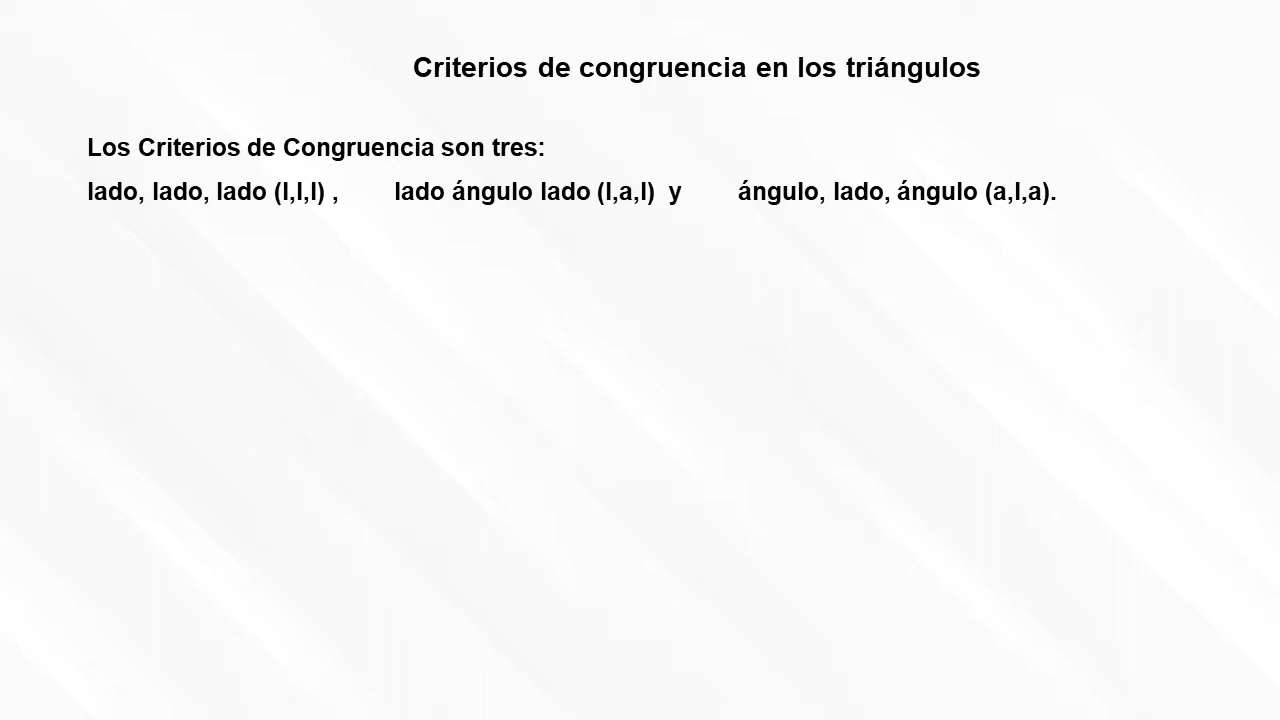 Criterios de congruencia en los triángulos
Los Criterios de Congruencia son tres:
lado, lado, lado (l,l,l) , lado ángulo lado (l,a,l) y ángulo, lado, ángulo (a,l,a).